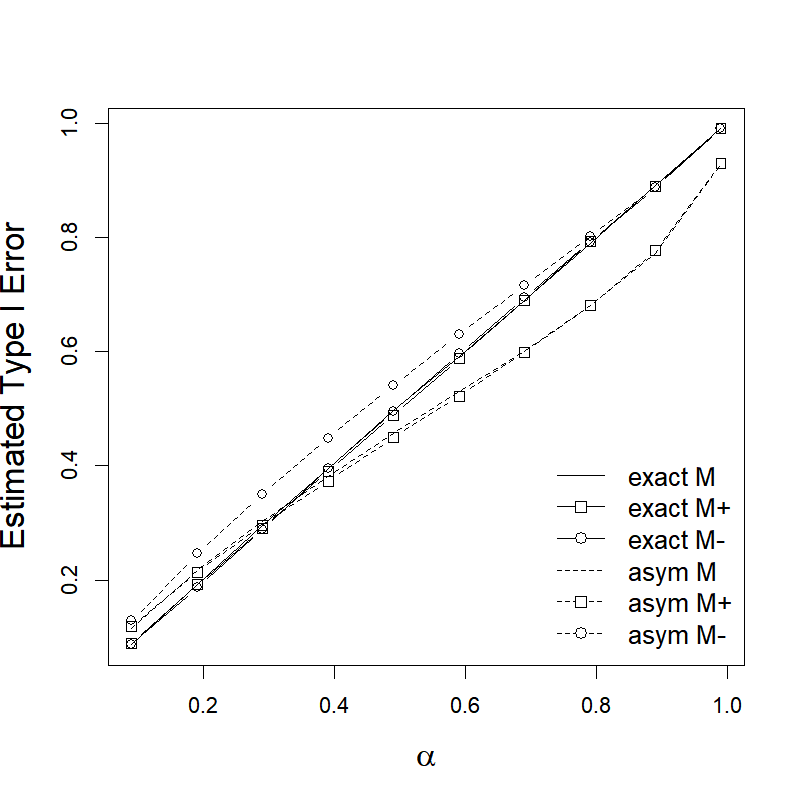 1.0
0.8
0.6
0.4
0.2
Estimated Type I Error
exact M
exact M+
exact M-
asym M
asym M+
asym M-
0.2 0.4 0.6 0.8 1.0
α